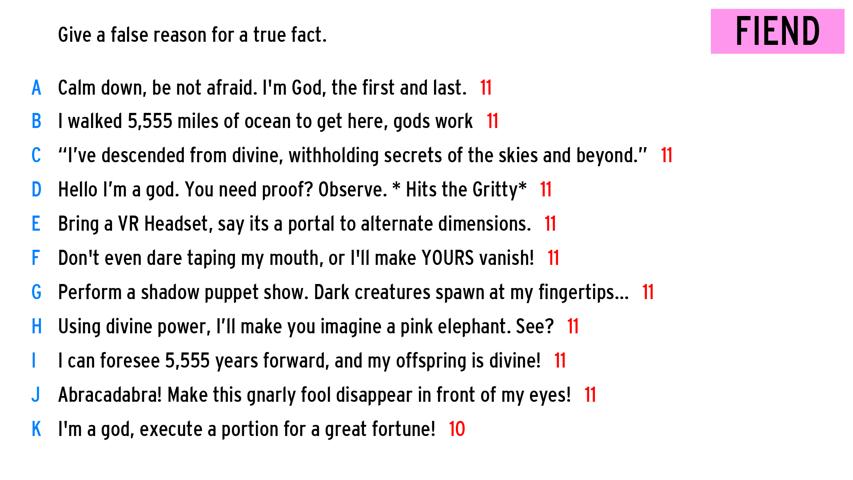 Give a false reason for a true fact.
FIEND
A Calm down, be not afraid. I'm God, the first and last. 11
B I walked 5,555 miles of ocean to get here, gods work 11
C “I’ve descended from divine, withholding secrets of the skies and beyond.” 11
D Hello I’m a god. You need proof? Observe. * Hits the Gritty* 11
E Bring a VR Headset, say its a portal to alternate dimensions. 11
F Don't even dare taping my mouth, or I'll make YOURS vanish! 11
G Perform a shadow puppet show. Dark creatures spawn at my fingertips... 11
H Using divine power, I’ll make you imagine a pink elephant. See? 11
I I can foresee 5,555 years forward, and my offspring is divine! 11
J Abracadabra! Make this gnarly fool disappear in front of my eyes! 11
K I'm a god, execute a portion for a great fortune! 10